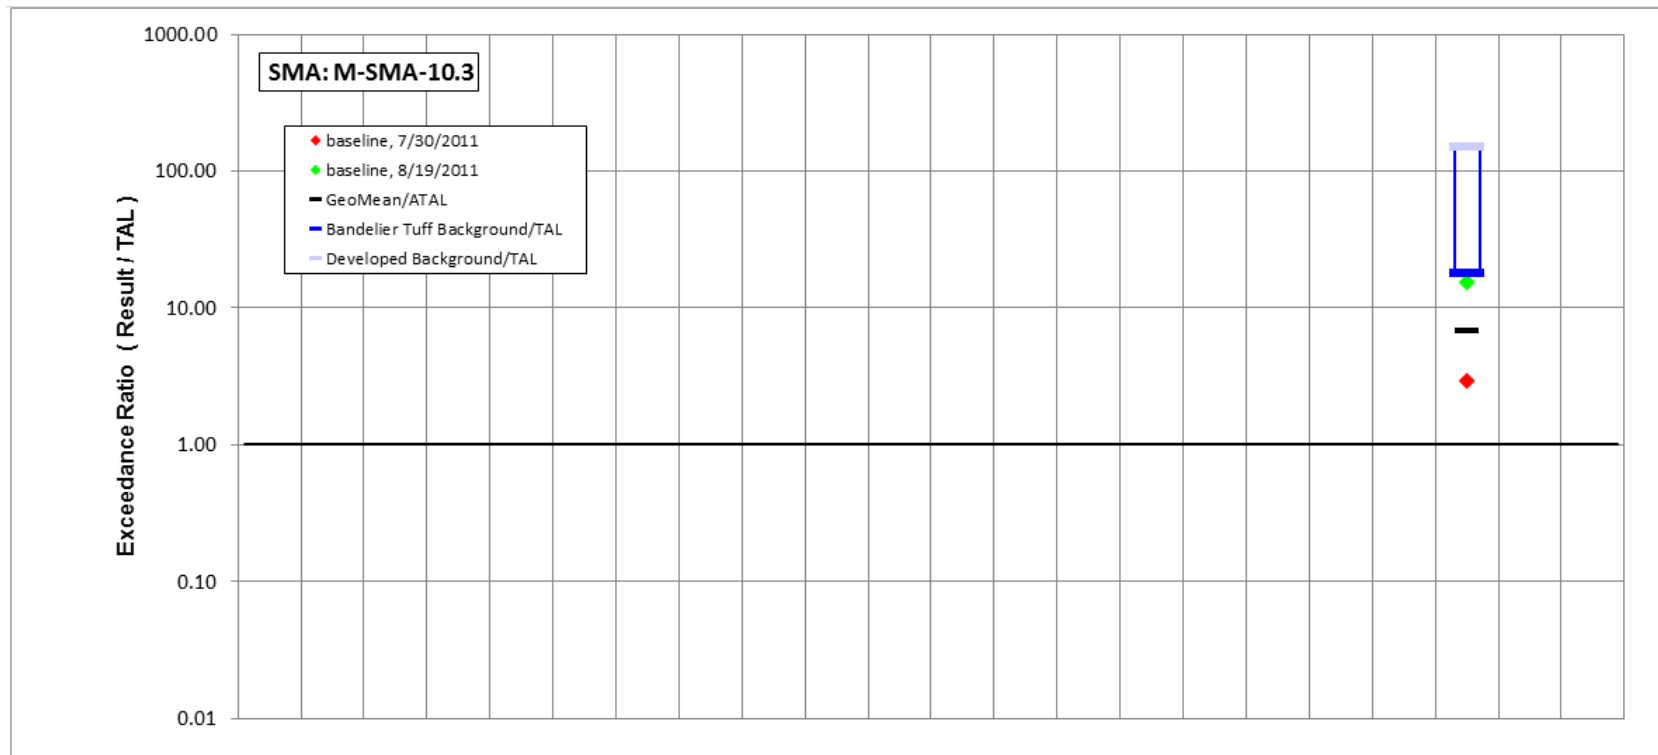 SMA: M-SMA-10.3
baseline, 7/30/2011
baseline, 8/19/2011
GeoMean/ATAL
Bandelier Tuff Background/TAL
Developed Background/TAL
Exceedance Ratio ( Result / TAL )
1000.00
100.00
10.00
1.00
0.10
0.01